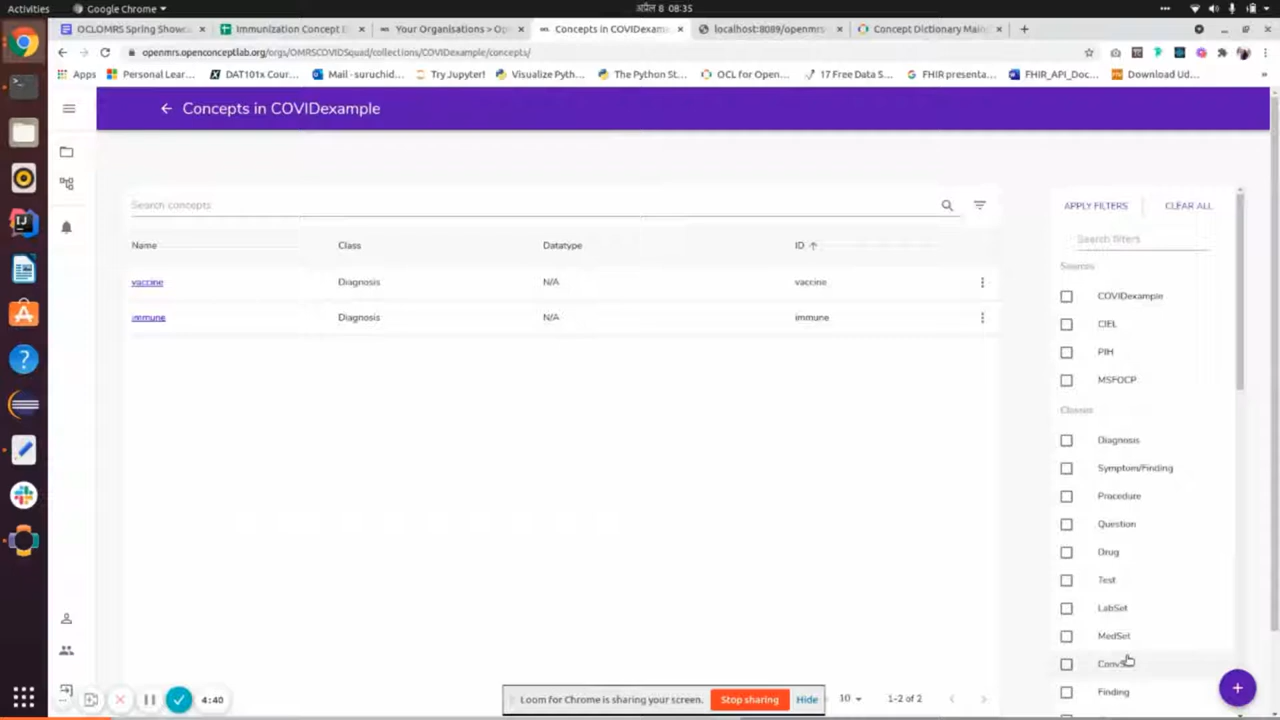 Activities Google Chrome अप्रैल 8 08:35
OCLOMRS Spring Showc Immunization Concept E Your Organisations > Op Concepts in COVIDexam localhost:8089/openmrs Concept Dictionary Main
openmrs.openconceptlab.org/orgs/OMRSCOVIDSquad/collections/COVIDexample/concepts/
Apps Personal Lear... DAT101x Cour... Mail - suruchid... Try Jupyter! Visualize Pyth... The Python St... OCL for Open... 17 Free Data S... FHIR presenta... FHIR_API_Doc... Download Ud... »
Concepts in COVIDexample
Search concepts
APPLY FILTERS CLEAR ALL
Search filters
Name Class Datatype ID
Sources
vaccine Diagnosis N/A vaccine
COVIDexample
immune Diagnosis N/A immune
CIEL
PIH
MSFOCP
Classes
Diagnosis
Symptom/Finding
Procedure
Question
Drug
Test
LabSet
MedSet
Finding
4:40
Loom for Chrome is sharing your screen. Stop sharing Hide
10 1-2 of 2